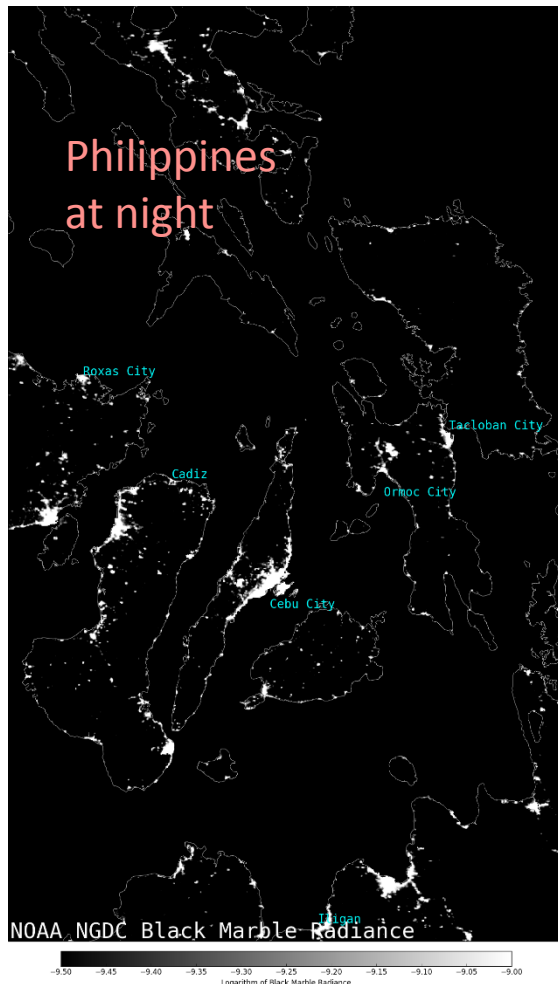 Philippines
at night
Roxas City
Tacloban City
Cadiz
Ormoc City
Cebu City
Iligan
NOAA NGDC Black Marble Radiance
−9.50 −9.45 −9.40 −9.35 −9.30 −9.25 −9.20 −9.15 −9.10 −9.05 −9.00
Logarithm of Black Marble Radiance